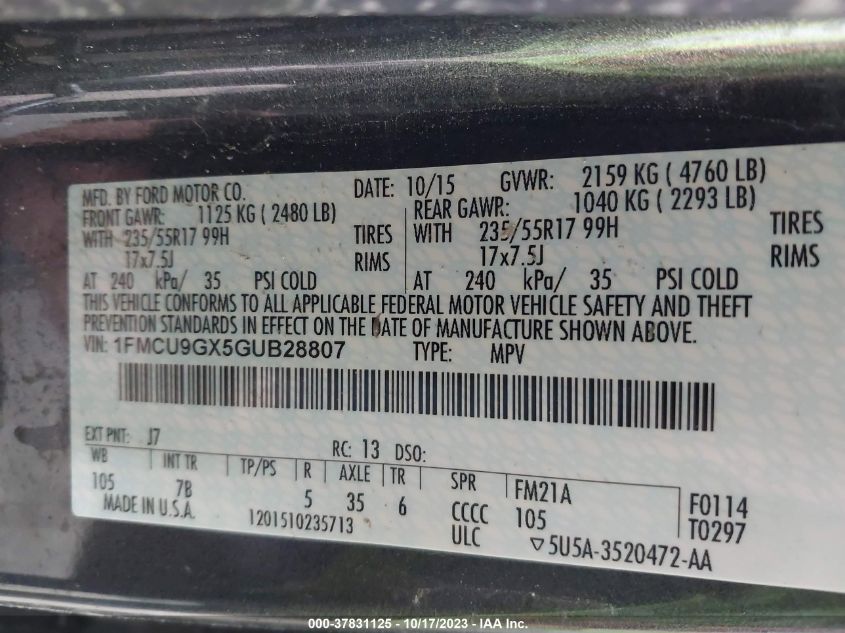 MFD. BY FORD MOTOR CO. DATE: 10/15 GVWR: 2159 KG ( 4760 LB)
FRONT GAWR: 1125 KG ( 2480 LB) REAR GAWR: 1040 KG ( 2293 LB)
WITH 235/55R17 99H TIRES WITH 235/55R17 99H TIRES
17x7.5J RIMS 17x7.5J RIMS
AT 240 kPa/ 35 PSI COLD AT 240 kPa/ 35 PSI COLD
THIS VEHICLE CONFORMS TO ALL APPLICABLE FEDERAL MOTOR VEHICLE SAFETY AND THEFT
PREVENTION STANDARDS IN EFFECT ON THE DATE OF MANUFACTURE SHOWN ABOVE.
VIN: 1FMCU9GX5GUB28807 TYPE: MPV
EXT PNT: J7 RC: 13 DSO:
WB INT TR TP/PS R AXLE TR SPR FM21A F0114
105 7B 5 35 6 CCCC 105 T0297
MADE IN U.S.A. 1201510235713 ULC ▽5U5A-3520472-AA
000-37831125 - 10/17/2023 - Copyright © IAA, Inc.